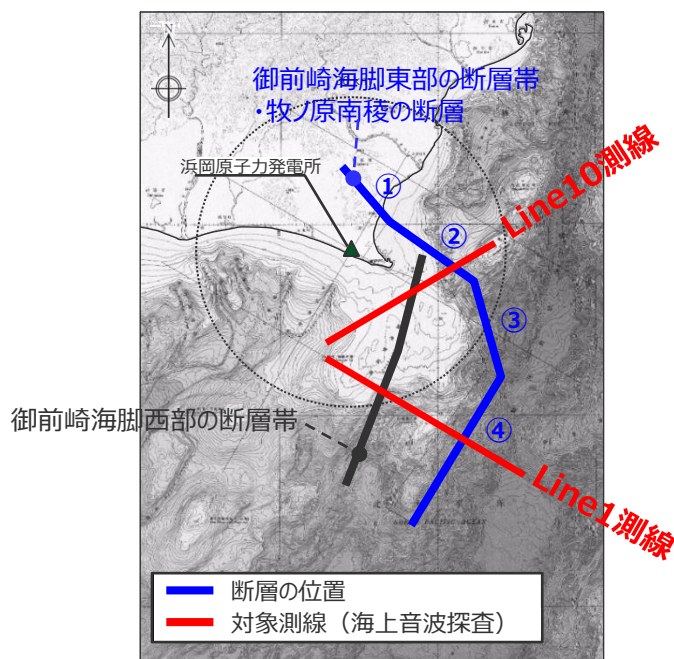 御前崎海脚東部の断層帯
・牧ノ原南稜の断層
浜岡原子力発電所
①
②
③
④
Line10測線
御前崎海脚西部の断層帯
Line1測線
断層の位置
対象測線（海上音波探査）